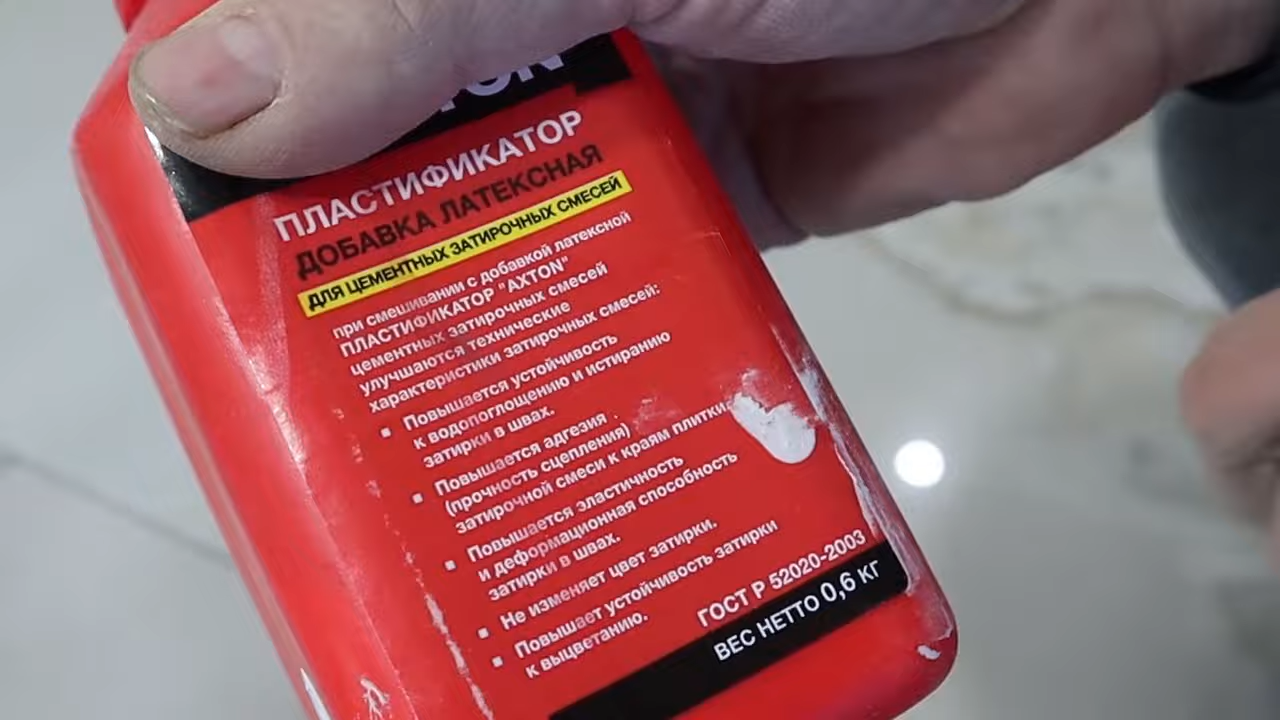 ПЛАСТИФИКАТОР
ДОБАВКА ЛАТЕКСНАЯ
ДЛЯ ЦЕМЕНТНЫХ ЗАТИРОЧНЫХ СМЕСЕЙ
при смешивании с добавкой латексной
ПЛАСТИФИКАТОР "AXTON"
цементных затирочных смесей
улучшаются технические
характеристики затирочных смесей:
▪ Повышается устойчивость
к водопоглощению и истиранию
затирки в швах.
▪ Повышается адгезия
(прочность сцепления)
затирочной смеси к краям плитки.
▪ Повышается эластичность
и деформационная способность
затирки в швах.
▪ Не изменяет цвет затирки.
▪ Повышает устойчивость затирки
к выцветанию.
ГОСТ Р 52020-2003
ВЕС НЕТТО 0,6 КГ